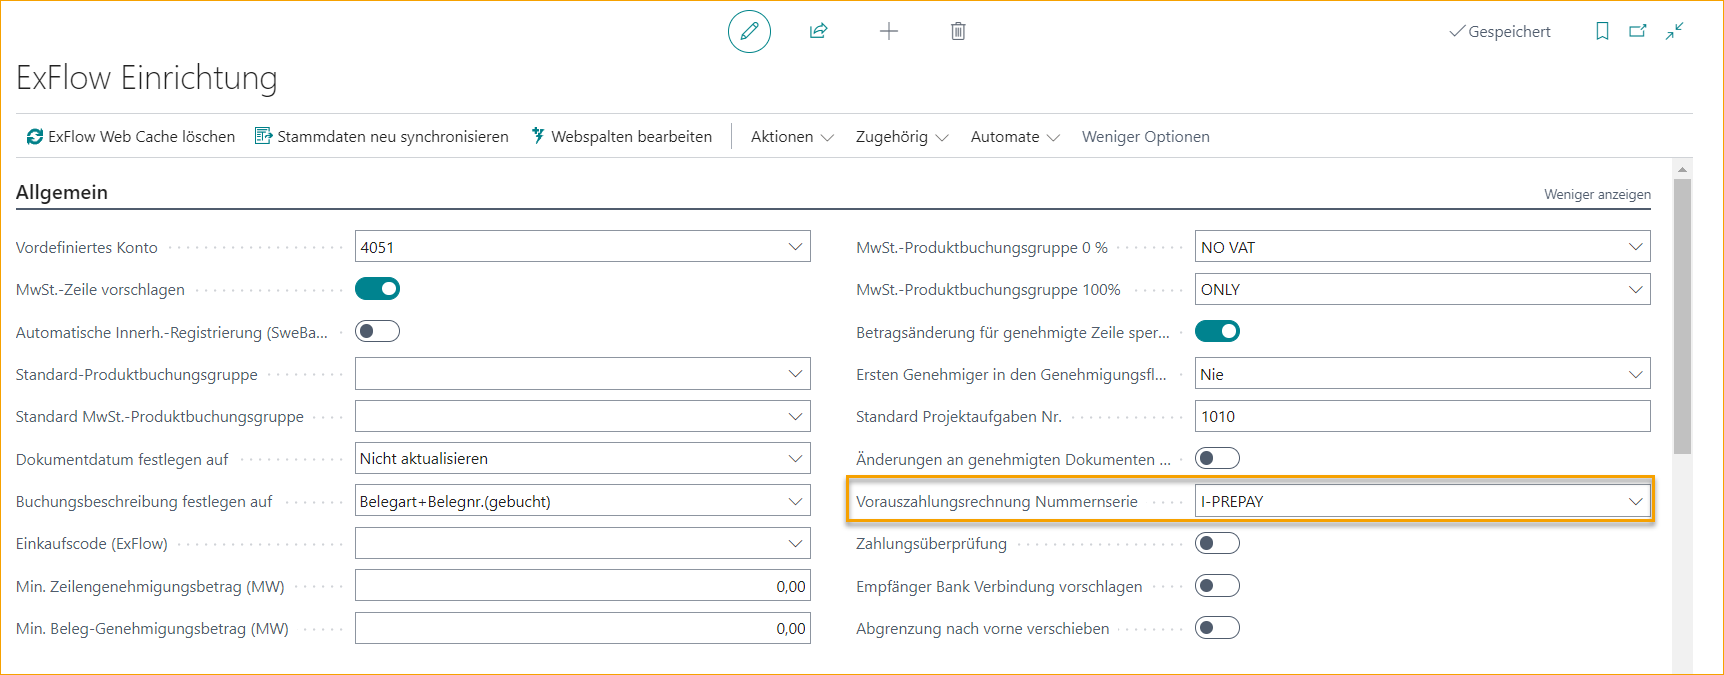 Gespeichert
ExFlow Einrichtung
ExFlow Web Cache löschen Stammdaten neu synchronisieren Webspalten bearbeiten Aktionen Zugehörig Automate Weniger Optionen
Allgemein
Weniger anzeigen
Vordefiniertes Konto 4051
MwSt.-Zeile vorschlagen
Automatische Innerh.-Registrierung (SweBa...
Standard-Produktbuchungsgruppe
Standard MwSt.-Produktbuchungsgruppe
Dokumentdatum festlegen auf Nicht aktualisieren
Buchungsbeschreibung festlegen auf Belegart+Belegnr.(gebucht)
Einkaufscode (ExFlow)
Min. Zeilengenehmigungsbetrag (MW) 0,00
Min. Beleg-Genehmigungsbetrag (MW) 0,00
MwSt.-Produktbuchungsgruppe 0 % NO VAT
MwSt.-Produktbuchungsgruppe 100% ONLY
Betragsänderung für genehmigte Zeile sper...
Ersten Genehmiger in den Genehmigungsfl... Nie
Standard Projektaufgaben Nr. 1010
Änderungen an genehmigten Dokumenten ...
Vorauszahlungsrechnung Nummernserie I-PREPAY
Zahlungsüberprüfung
Empfänger Bank Verbindung vorschlagen
Abgrenzung nach vorne verschieben